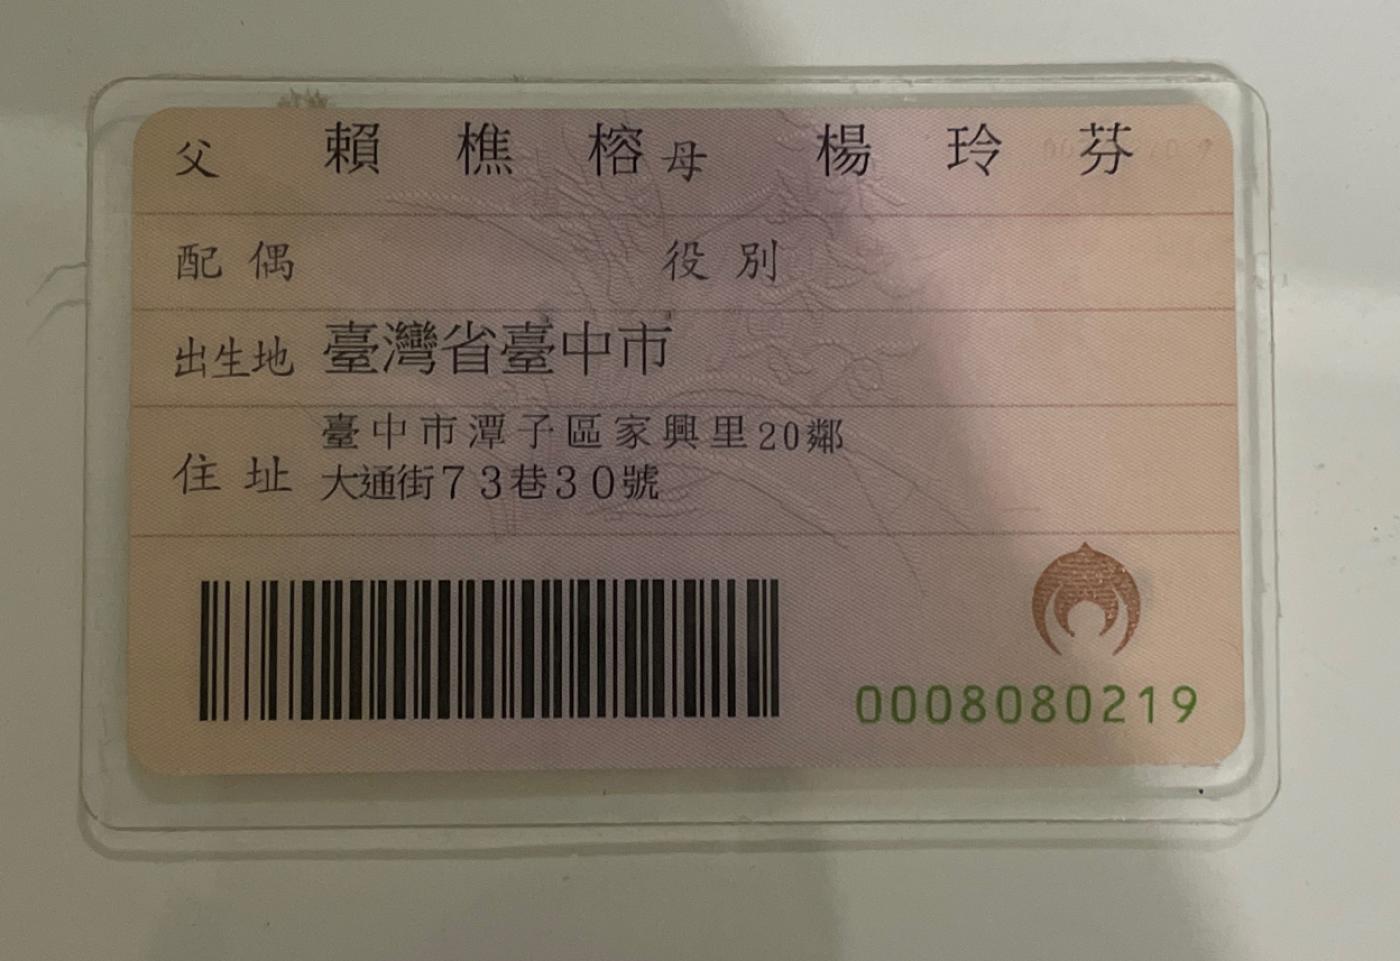 父 賴樵榕 母 楊玲芬
配偶 役別
出生地 臺灣省臺中市
住址 臺中市潭子區家興里20鄰
大通街73巷30號
0008080219